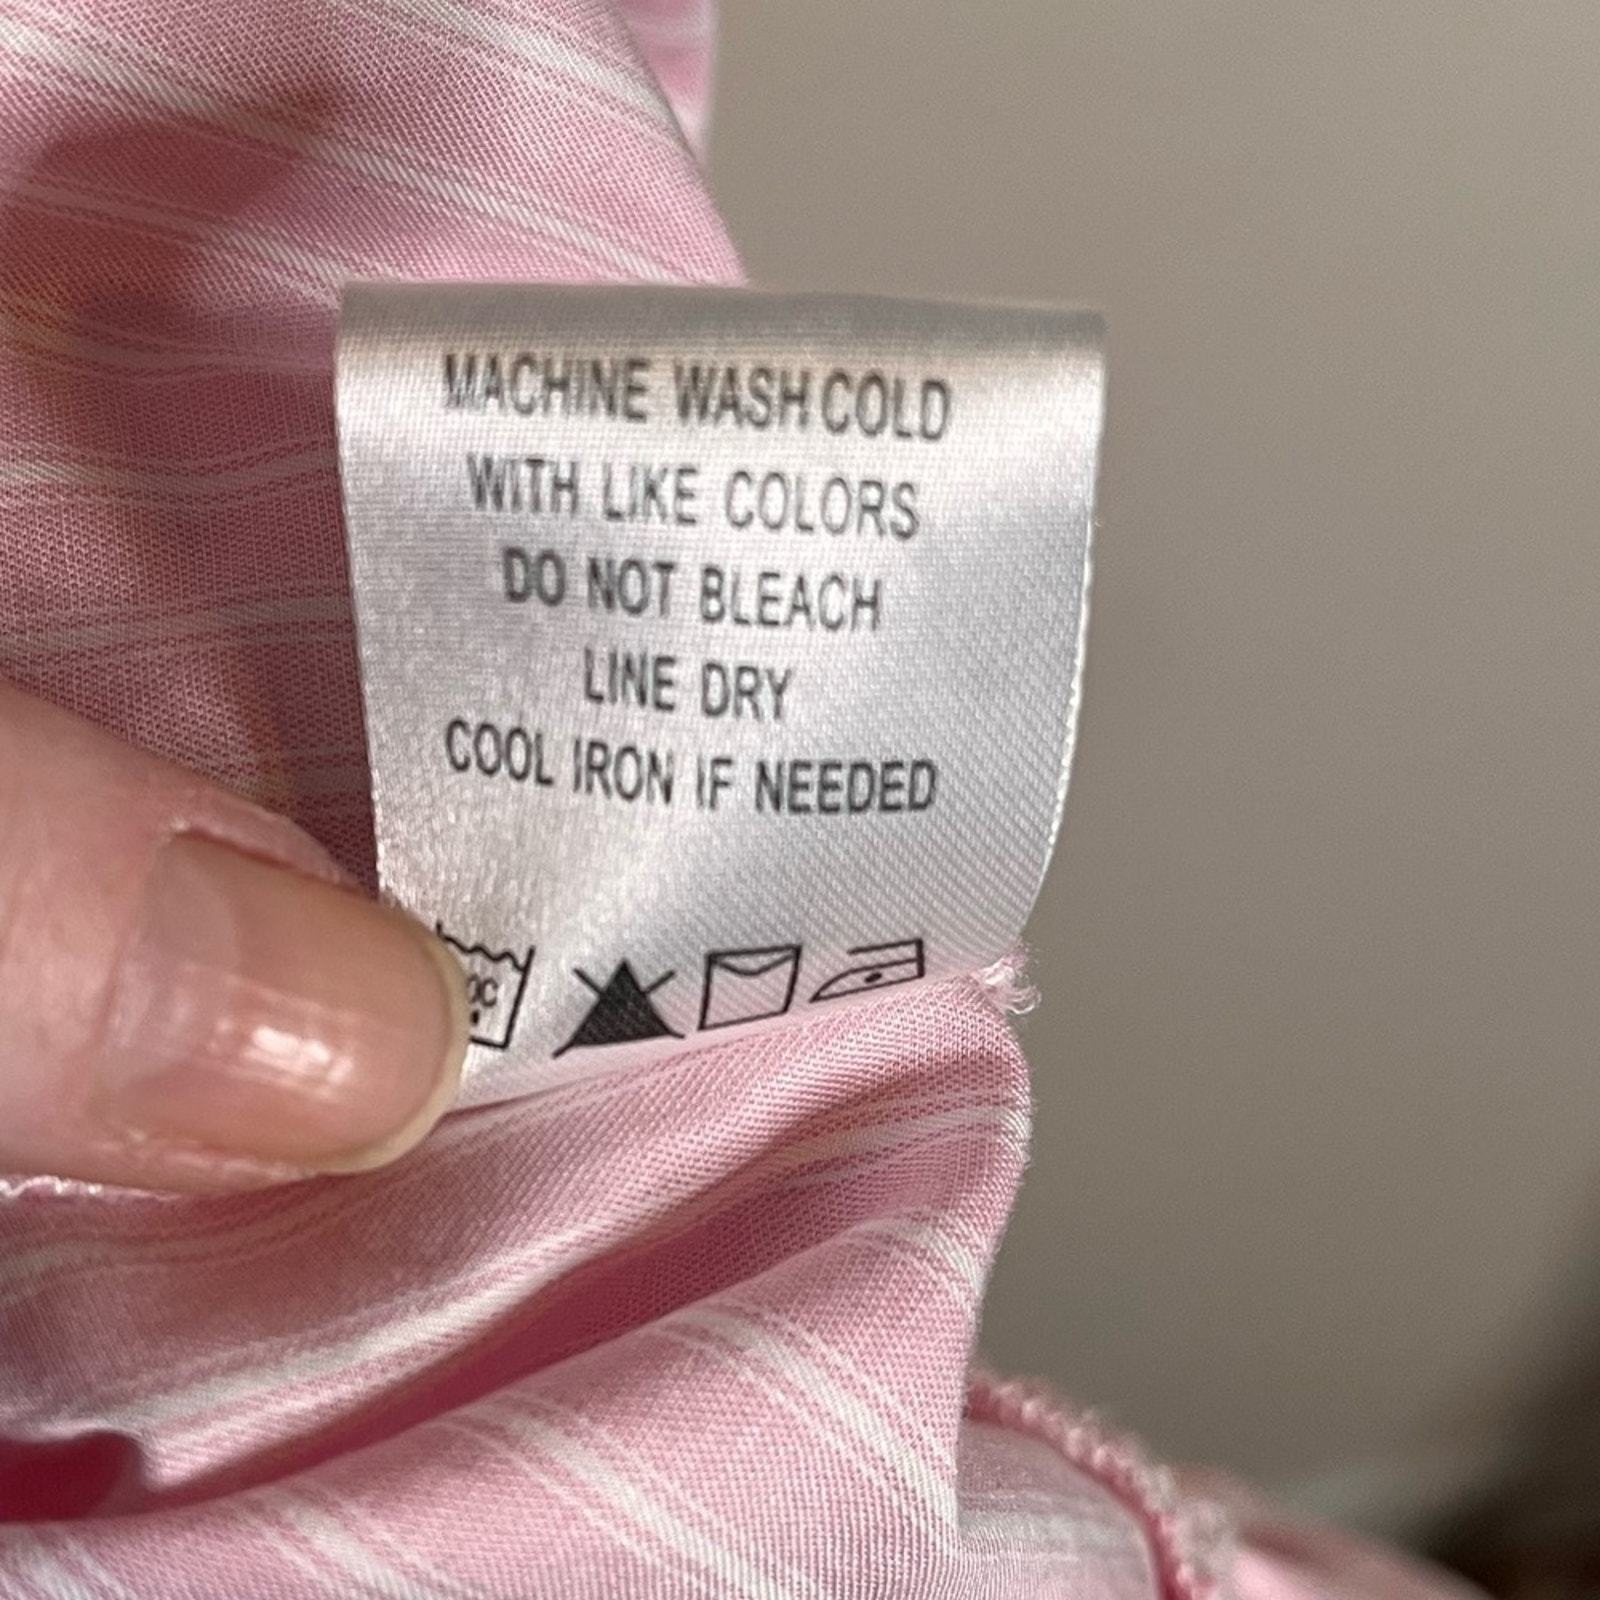 MACHINE WASH COLD
WITH LIKE COLORS
DO NOT BLEACH
LINE DRY
COOL IRON IF NEEDED